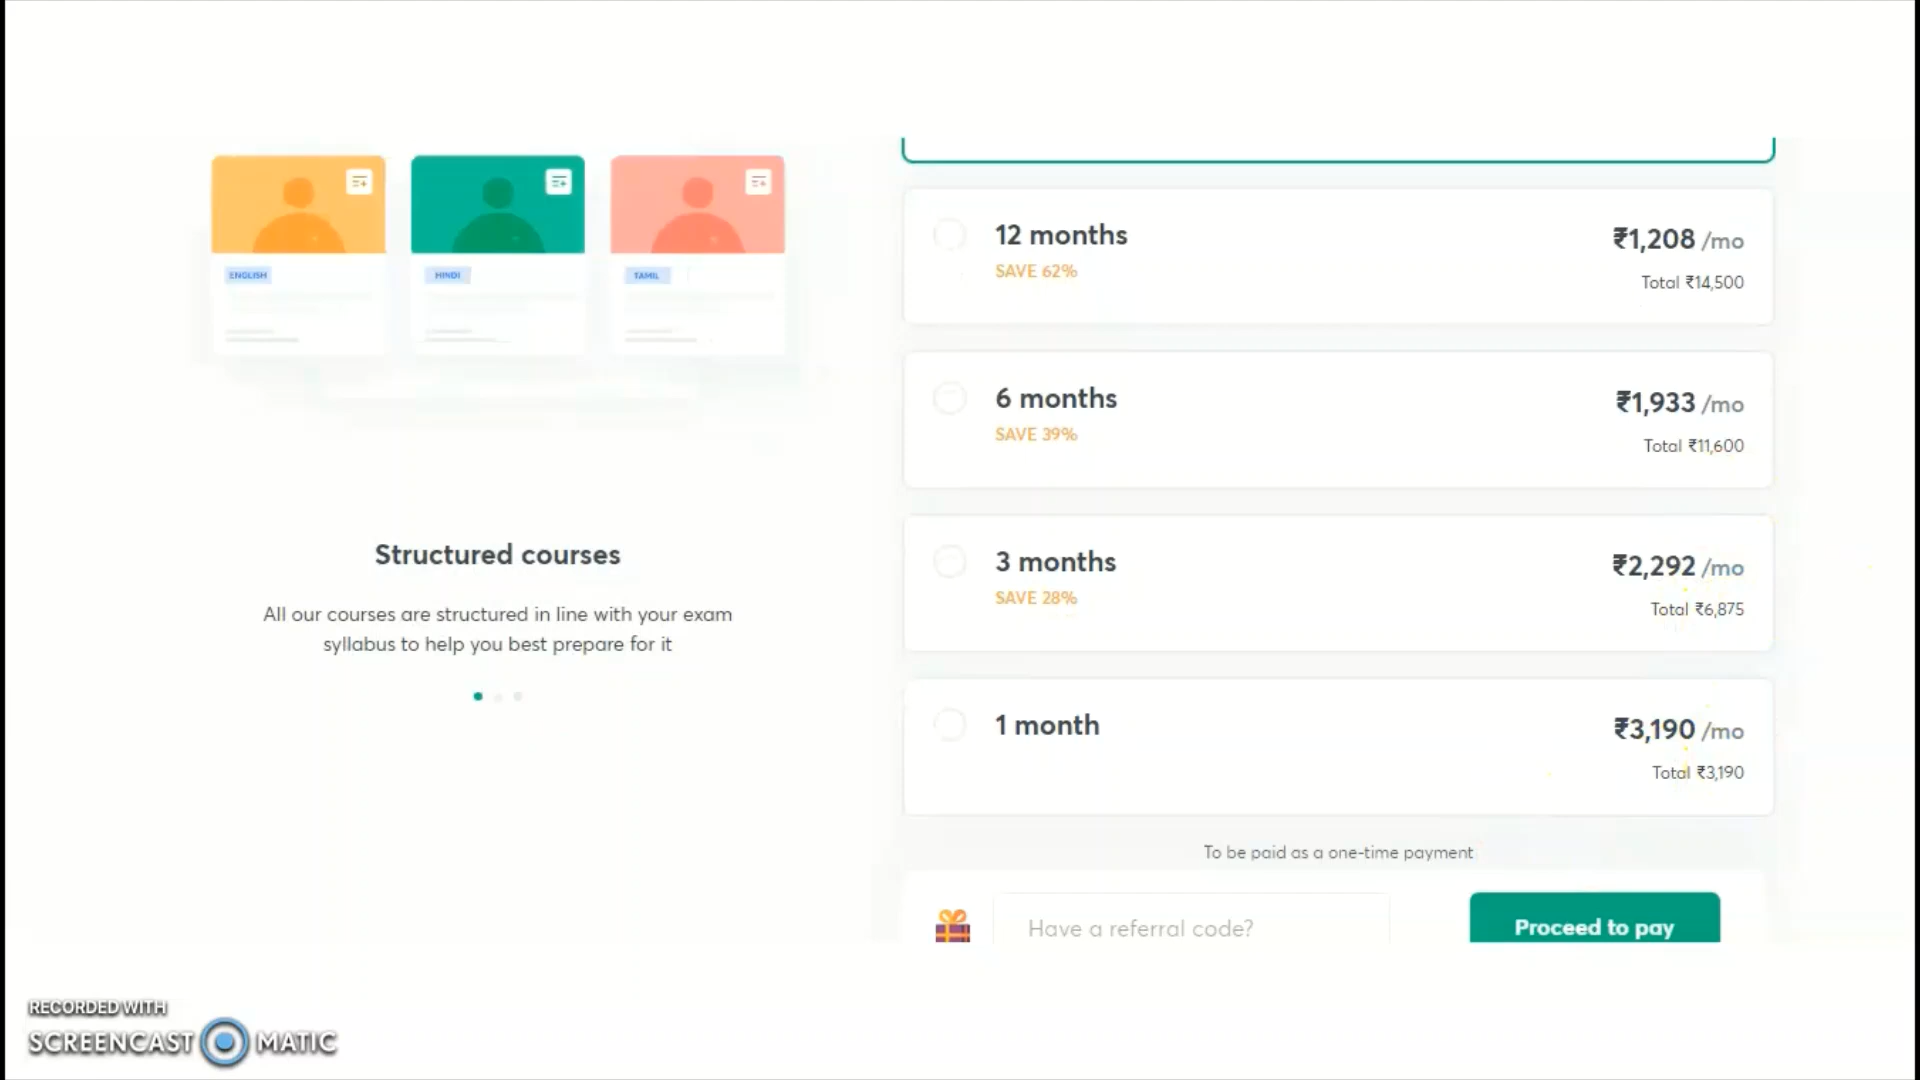 ENGLISH
HINDI
TAMIL
Structured courses
All our courses are structured in line with your exam
syllabus to help you best prepare for it
12 months
₹1,208 /mo
SAVE 62%
Total ₹14,500
6 months
₹1,933 /mo
SAVE 39%
Total ₹11,600
3 months
₹2,292 /mo
SAVE 28%
Total ₹6,875
1 month
₹3,190 /mo
Total ₹3,190
To be paid as a one-time payment
Have a referral code?
Proceed to pay
RECORDED WITH
SCREENCAST MATIC